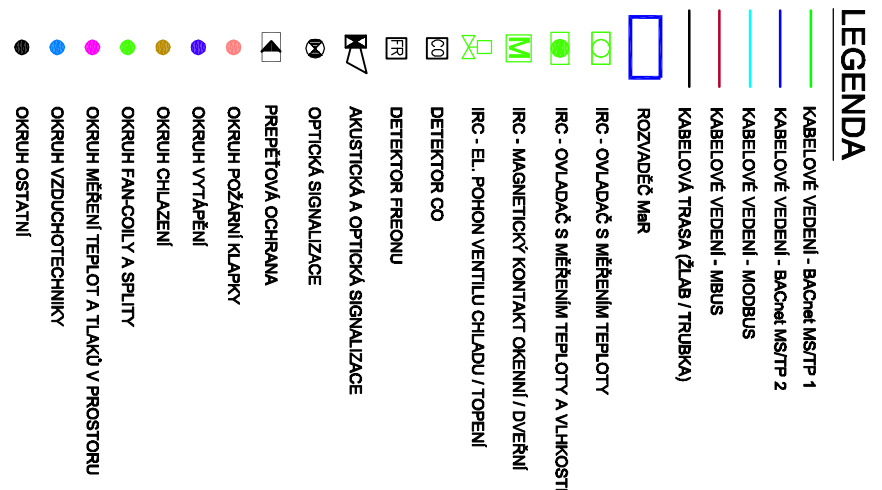 LEGENDA
KABELOVÉ VEDENÍ - BACnet MS/TP 1
KABELOVÉ VEDENÍ - BACnet MS/TP 2
KABELOVÉ VEDENÍ - MODBUS
KABELOVÉ VEDENÍ - MBUS
KABELOVÁ TRASA (ŽLAB / TRUBKA)
ROZVADĚČ MaR
IRC - OVLADAČ S MĚŘENÍM TEPLOTY
IRC - OVLADAČ S MĚŘENÍM TEPLOTY A VLHKOSTI
M IRC - MAGNETICKÝ KONTAKT OKENNÍ / DVEŘNÍ
IRC - EL. POHON VENTILU CHLADU / TOPENÍ
CO DETEKTOR CO
FR DETEKTOR FREONU
AKUSTICKÁ A OPTICKÁ SIGNALIZACE
OPTICKÁ SIGNALIZACE
PREPĚŤOVÁ OCHRANA
OKRUH POŽÁRNÍ KLAPKY
OKRUH VYTÁPĚNÍ
OKRUH CHLAZENÍ
OKRUH FAN-COILY A SPLITY
OKRUH MĚŘENÍ TEPLOT A TLAKŮ V PROSTORU
OKRUH VZDUCHOTECHNIKY
OKRUH OSTATNÍ